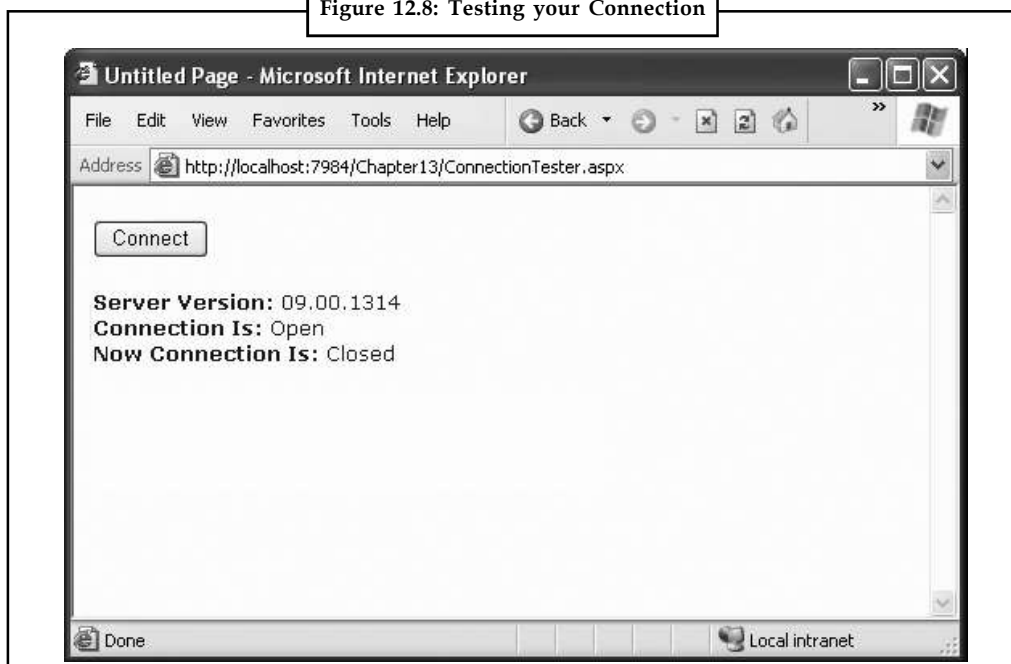 Figure 12.8: Testing your Connection
Untitled Page - Microsoft Internet Explorer
File Edit View Favorites Tools Help Back »
Address http://localhost:7984/Chapter13/ConnectionTester.aspx
Connect
Server Version: 09.00.1314
Connection Is: Open
Now Connection Is: Closed
Done Local intranet